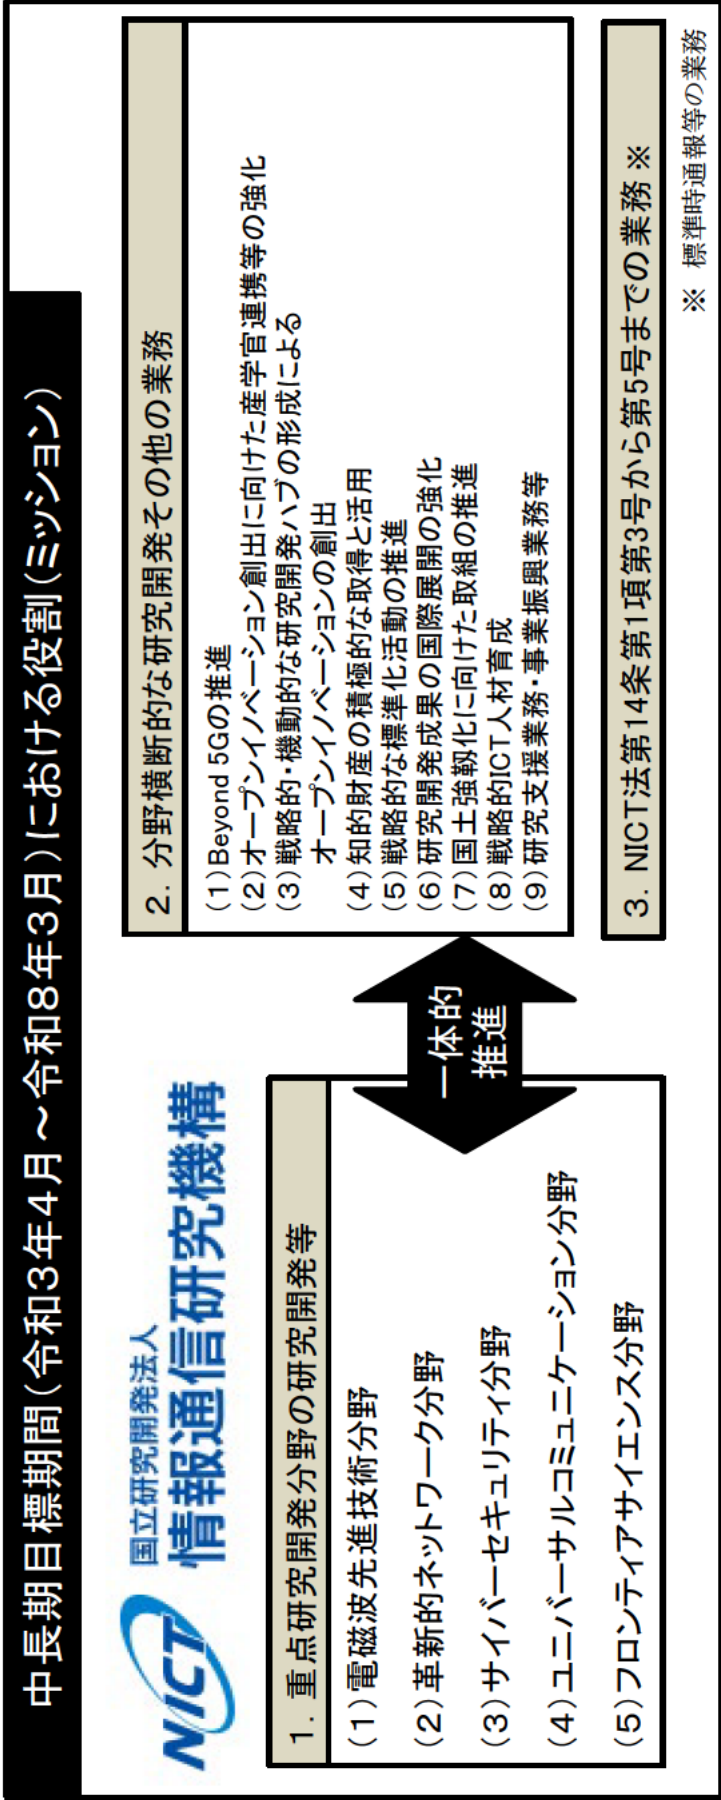 中長期目標期間(令和3年4月～令和8年3月)における役割(ミッション)
NICT
国立研究開発法人
情報通信研究機構
1. 重点研究開発分野の研究開発等
(1)電磁波先進技術分野
(2)革新的ネットワーク分野
(3)サイバーセキュリティ分野
(4)ユニバーサルコミュニケーション分野
(5)フロンティアサイエンス分野
一体的
推進
2. 分野横断的な研究開発その他の業務
(1)Beyond 5Gの推進
(2)オープンイノベーション創出に向けた産学官連携等の強化
(3)戦略的・機動的な研究開発ハブの形成による
オープンイノベーションの創出
(4)知的財産の積極的な取得と活用
(5)戦略的な標準化活動の推進
(6)研究開発成果の国際展開の強化
(7)国土強靱化に向けた取組の推進
(8)戦略的ICT人材育成
(9)研究支援業務・事業振興業務等
3. NICT法第14条第1項第3号から第5号までの業務※
※ 標準時通報等の業務